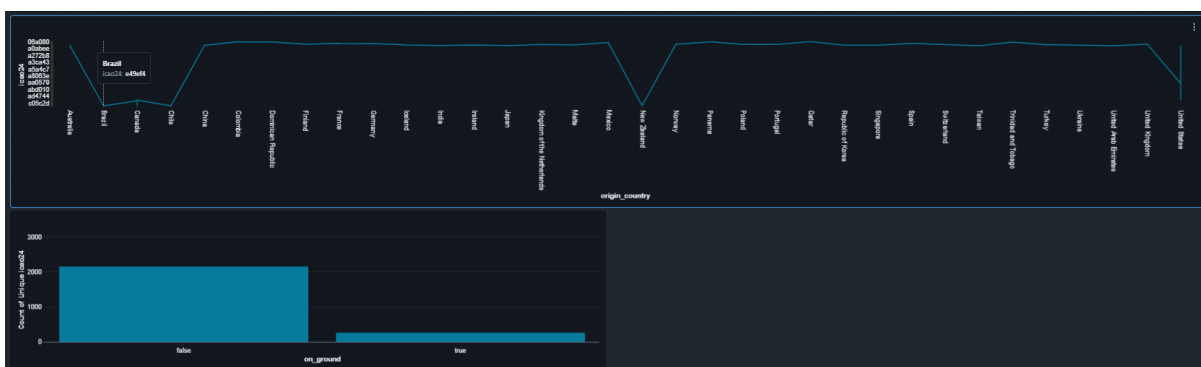 icao24
06a080
a0abee
a272b8
a3ca43
a5a4c7
a8063e
aa0579
abd010
ad4744
c05c2d
Brazil
icao24: e49ef4
Australia
Brazil
Canada
Chile
China
Colombia
Dominican Republic
Finland
France
Germany
Iceland
India
Ireland
Japan
Kingdom of the Netherlands
Malta
Mexico
New Zealand
Norway
Panama
Poland
Portugal
Qatar
Republic of Korea
Singapore
Spain
Switzerland
Taiwan
Trinidad and Tobago
Turkey
Ukraine
United Arab Emirates
United Kingdom
United States
origin_country
Count of Unique icao24
3000
2000
1000
0
false
true
on_ground